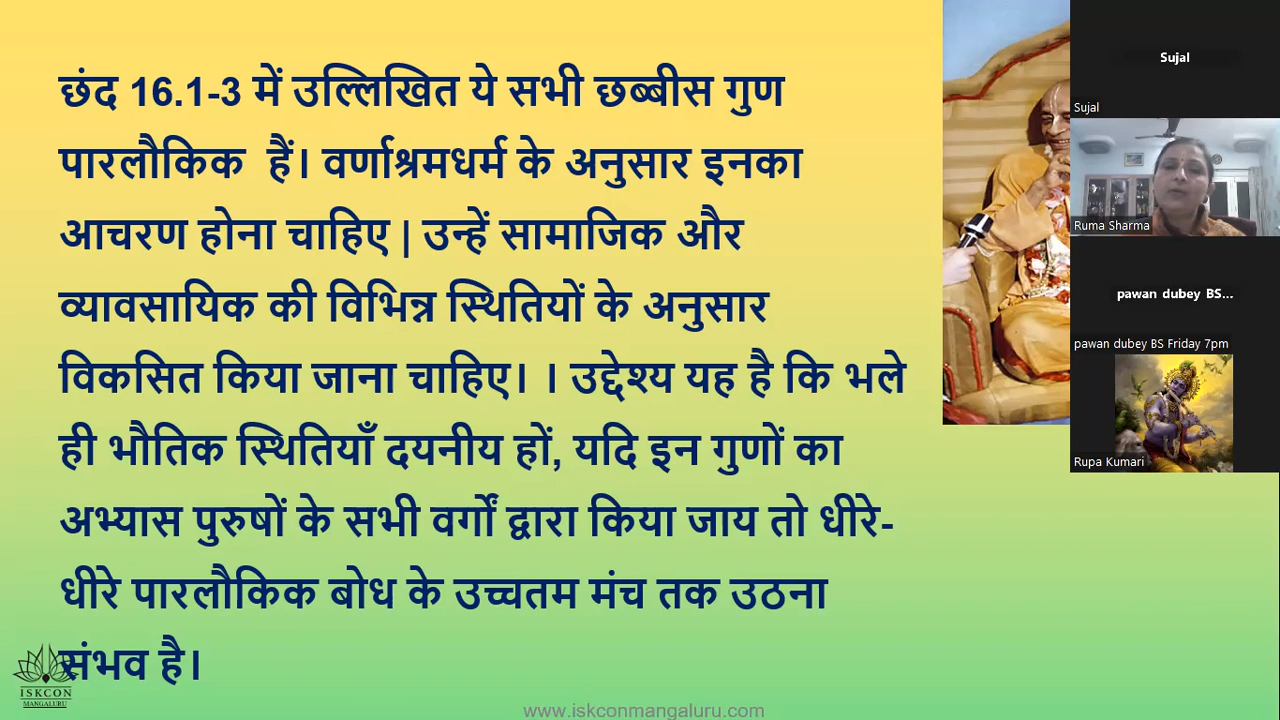 छंद 16.1-3 में उल्लिखित ये सभी छब्बीस गुण
पारलौकिक हैं। वर्णाश्रमधर्म के अनुसार इनका
आचरण होना चाहिए | उन्हें सामाजिक और
व्यावसायिक की विभिन्न स्थितियों के अनुसार
विकसित किया जाना चाहिए। । उद्देश्य यह है कि भले
ही भौतिक स्थितियाँ दयनीय हों, यदि इन गुणों का
अभ्यास पुरुषों के सभी वर्गों द्वारा किया जाय तो धीरे-
धीरे पारलौकिक बोध के उच्चतम मंच तक उठना
संभव है।
ISKCON
MANGALURU
www.iskconmangaluru.com
Sujal
Sujal
Ruma Sharma
pawan dubey BS...
pawan dubey BS Friday 7pm
Rupa Kumari